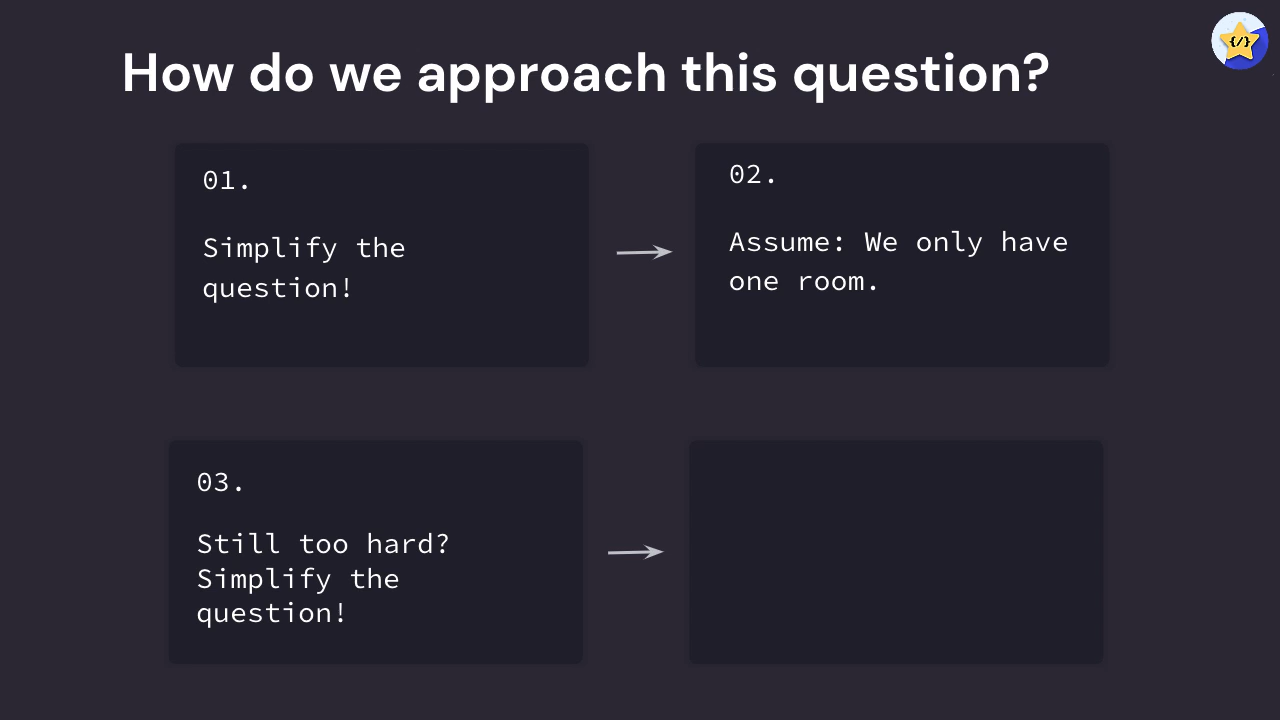 How do we approach this question?
{/}
01.
Simplify the
question!
02.
Assume: We only have
one room.
03.
Still too hard?
Simplify the
question!